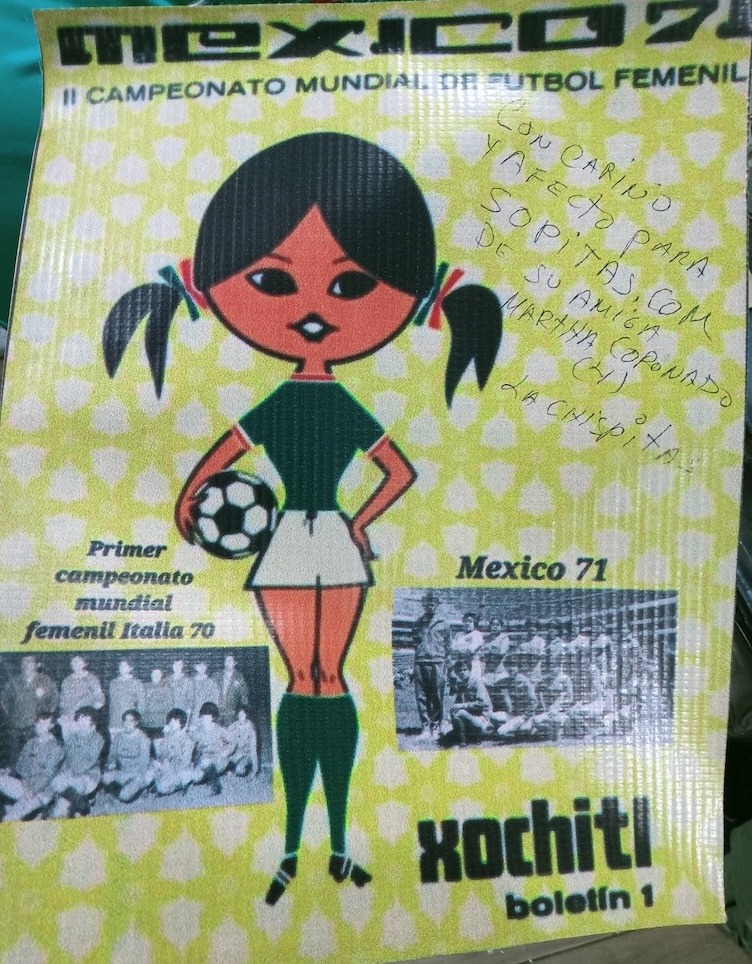 MEXICO 71
II CAMPEONATO MUNDIAL DE FUTBOL FEMENIL
CON CARIÑO
Y AFECTO PARA
SOPITAS.COM
DE SU AMIGA
MARTHA CORONADO
(4)
LA CHISPITA
Primer
campeonato
mundial
femenil Italia 70
Mexico 71
xochitl
boletín 1